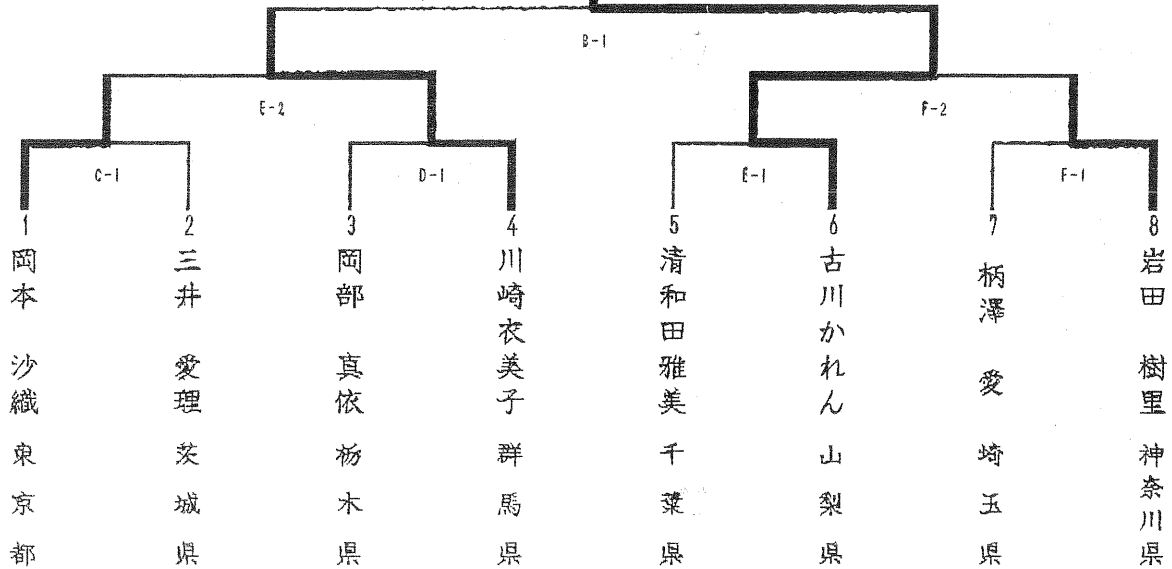 B-1
E-2
F-2
C-1
D-1
E-1
F-1
1 岡本 沙織 東京都
2 三井 愛理 茨城県
3 岡部 真依 栃木県
4 川崎衣美子 群馬県
5 清和田雅美 千葉県
6 古川かれん 山梨県
7 柄澤 愛 埼玉県
8 岩田 樹里 神奈川県